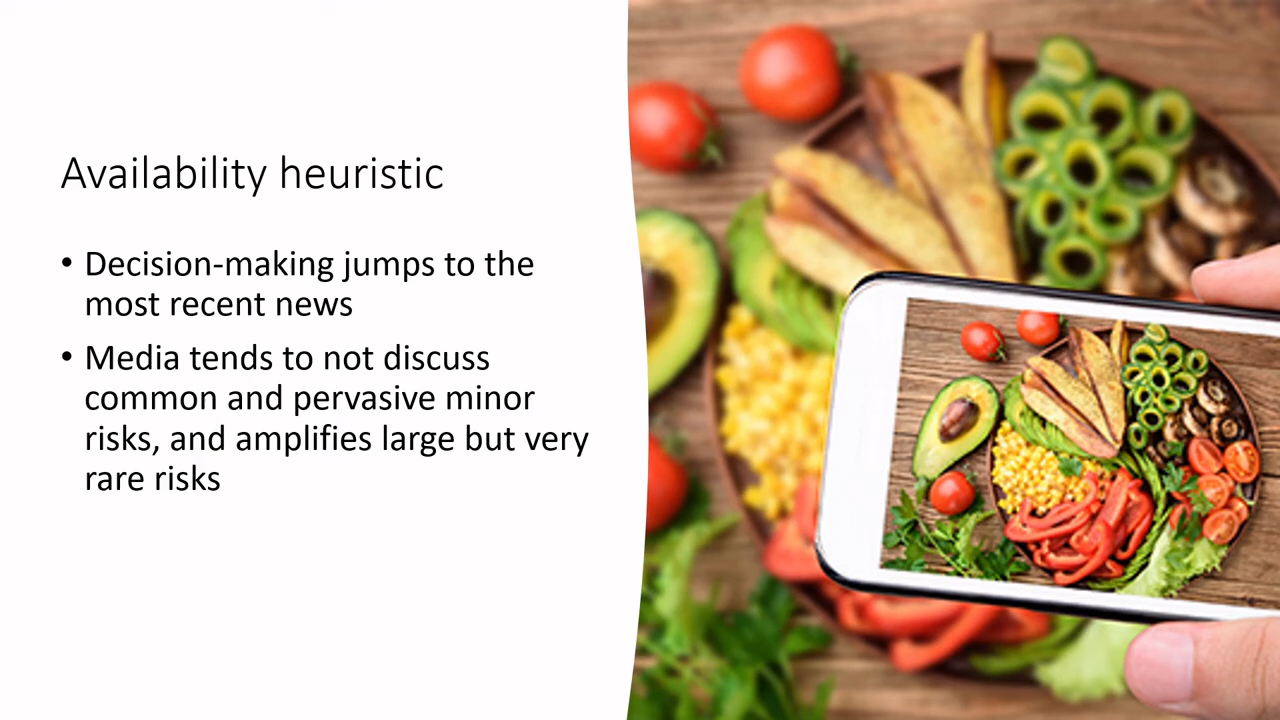 Availability heuristic
• Decision-making jumps to the
most recent news
• Media tends to not discuss
common and pervasive minor
risks, and amplifies large but very
rare risks